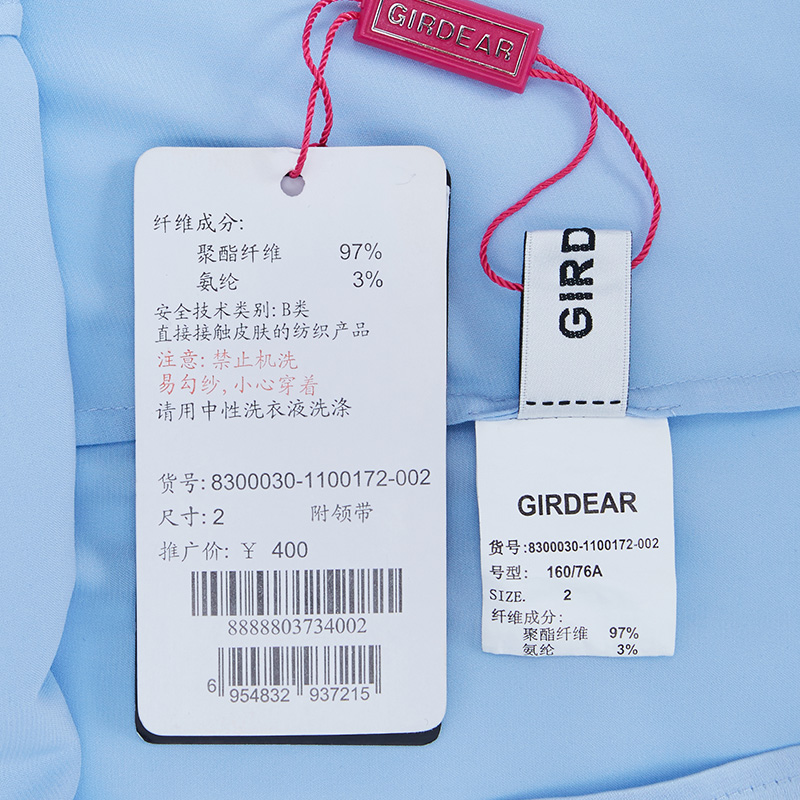 GIRDEAR
纤维成分:
聚酯纤维 97%
氨纶 3%
安全技术类别:B类
直接接触皮肤的纺织产品
注意:禁止机洗
易勾纱,小心穿着
请用中性洗衣液洗涤
货号:8300030-1100172-002
尺寸:2 附领带
推广价:¥ 400
8888803734002
6 954832 937215
GIRD
GIRDEAR
货号:8300030-1100172-002
号型: 160/76A
SIZE. 2
纤维成分:
聚酯纤维 97%
氨纶 3%